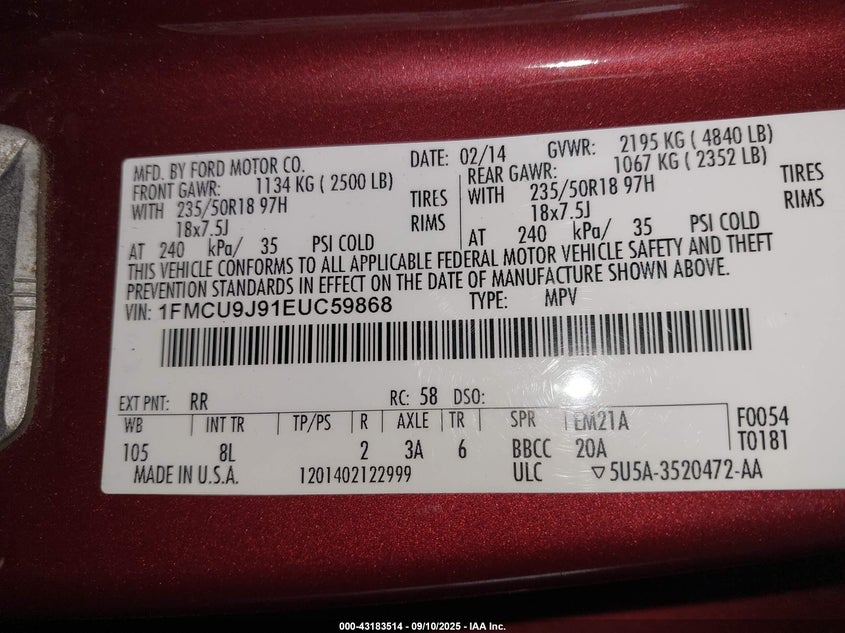 MFD. BY FORD MOTOR CO. DATE: 02/14 GVWR: 2195 KG ( 4840 LB)
FRONT GAWR: 1134 KG ( 2500 LB) REAR GAWR: 1067 KG ( 2352 LB)
WITH 235/50R18 97H TIRES WITH 235/50R18 97H TIRES
18x7.5J RIMS 18x7.5J RIMS
AT 240 kPa/ 35 PSI COLD AT 240 kPa/ 35 PSI COLD
THIS VEHICLE CONFORMS TO ALL APPLICABLE FEDERAL MOTOR VEHICLE SAFETY AND THEFT
PREVENTION STANDARDS IN EFFECT ON THE DATE OF MANUFACTURE SHOWN ABOVE.
VIN: 1FMCU9J91EUC59868 TYPE: MPV
EXT PNT: RR RC: 58 DSO:
WB INT TR TP/PS R AXLE TR SPR EM21A F0054
105 8L 2 3A 6 BBCC 20A T0181
MADE IN U.S.A. 1201402122999 ULC ▽5U5A-3520472-AA
000-43183514 - 09/10/2025 - IAA Inc.